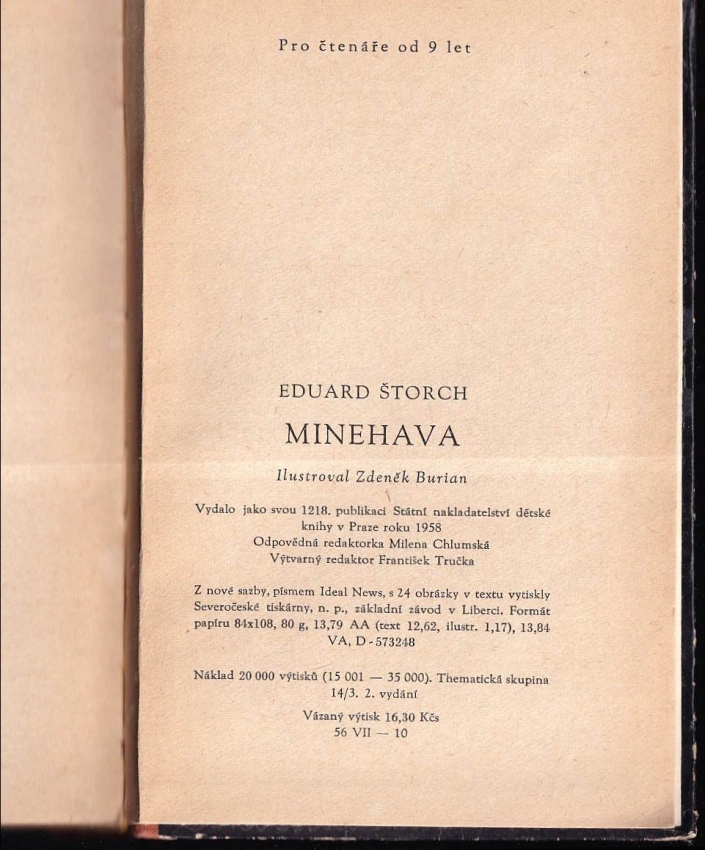 Pro čtenáře od 9 let
EDUARD ŠTORCH
MINEHAVA
Ilustroval Zdeněk Burian
Vydalo jako svou 1218. publikaci Státní nakladatelství dětské
knihy v Praze roku 1958
Odpovědná redaktorka Milena Chlumská
Výtvarný redaktor František Tručka
Z nové sazby, písmem Ideal News, s 24 obrázky v textu vytiskly
Severočeské tiskárny, n. p., základní závod v Liberci. Formát
papíru 84x108, 80 g, 13,79 AA (text 12,62, ilustr. 1,17), 13,84
VA, D - 573248
Náklad 20 000 výtisků (15 001 — 35 000). Thematická skupina
14/3. 2. vydání
Vázaný výtisk 16,30 Kčs
56 VII — 10